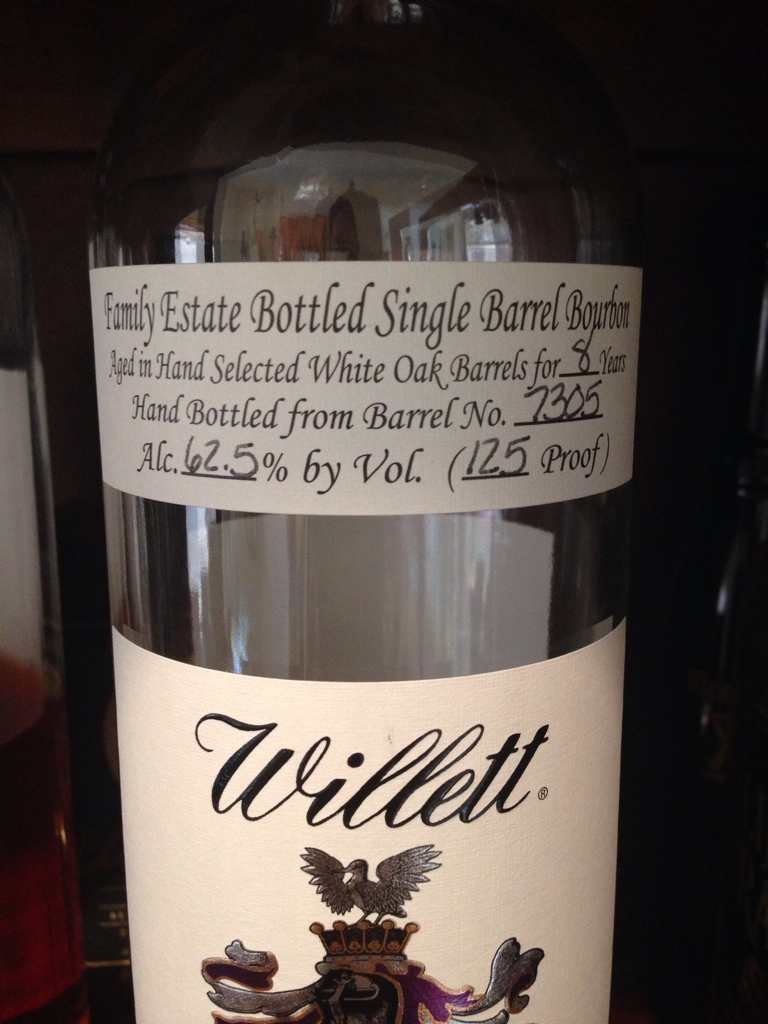 Family Estate Bottled Single Barrel Bourbon
Aged in Hand Selected White Oak Barrels for 8 Years
Hand Bottled from Barrel No. 7305
Alc. 62.5% by Vol. (125 Proof)
Willett®